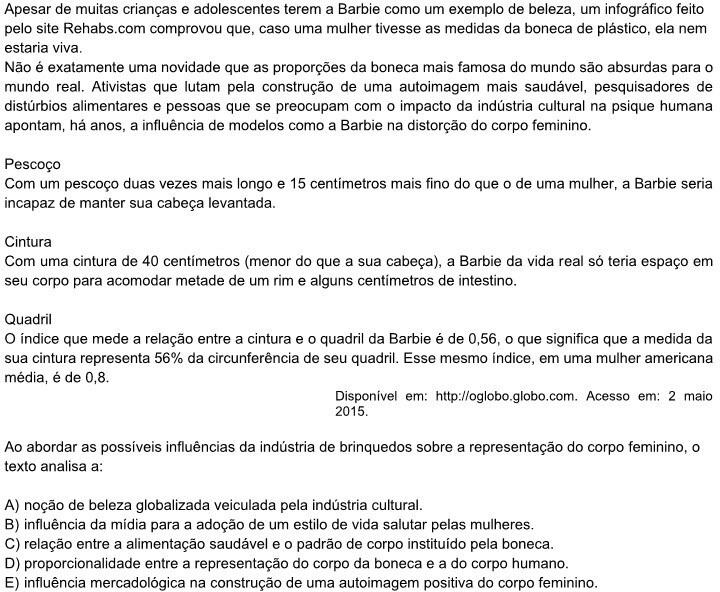 Apesar de muitas crianças e adolescentes terem a Barbie como um exemplo de beleza, um infográfico feito
pelo site Rehabs.com comprovou que, caso uma mulher tivesse as medidas da boneca de plástico, ela nem
estaria viva.
Não é exatamente uma novidade que as proporções da boneca mais famosa do mundo são absurdas para o
mundo real. Ativistas que lutam pela construção de uma autoimagem mais saudável, pesquisadores de
distúrbios alimentares e pessoas que se preocupam com o impacto da indústria cultural na psique humana
apontam, há anos, a influência de modelos como a Barbie na distorção do corpo feminino.
Pescoço
Com um pescoço duas vezes mais longo e 15 centímetros mais fino do que o de uma mulher, a Barbie seria
incapaz de manter sua cabeça levantada.
Cintura
Com uma cintura de 40 centímetros (menor do que a sua cabeça), a Barbie da vida real só teria espaço em
seu corpo para acomodar metade de um rim e alguns centímetros de intestino.
Quadril
O índice que mede a relação entre a cintura e o quadril da Barbie é de 0,56, o que significa que a medida da
sua cintura representa 56% da circunferência de seu quadril. Esse mesmo índice, em uma mulher americana
média, é de 0,8.
Disponível em: http://oglobo.globo.com. Acesso em: 2 maio
2015.
Ao abordar as possíveis influências da indústria de brinquedos sobre a representação do corpo feminino, o
texto analisa a:
A) noção de beleza globalizada veiculada pela indústria cultural.
B) influência da mídia para a adoção de um estilo de vida salutar pelas mulheres.
C) relação entre a alimentação saudável e o padrão de corpo instituído pela boneca.
D) proporcionalidade entre a representação do corpo da boneca e a do corpo humano.
E) influência mercadológica na construção de uma autoimagem positiva do corpo feminino.